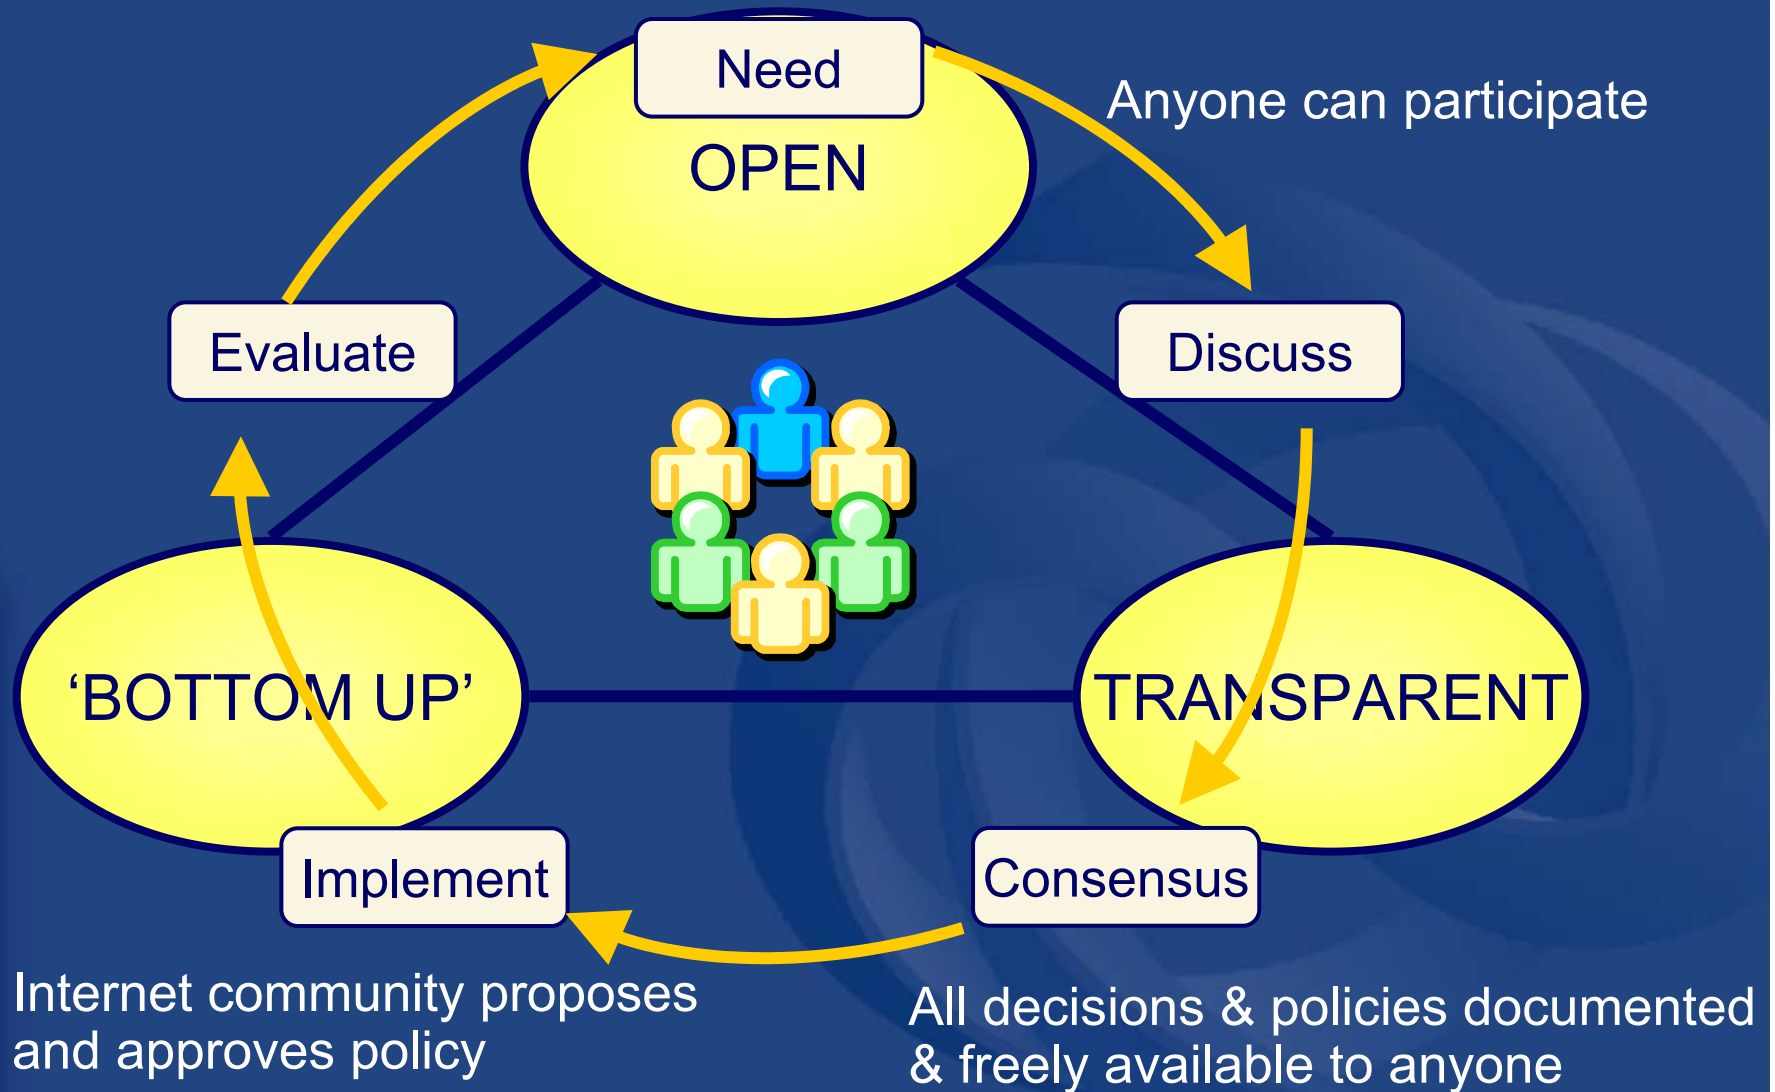 Need
Anyone can participate
OPEN
Evaluate
Discuss
‘BOTTOM UP’
TRANSPARENT
Implement
Consensus
Internet community proposes
and approves policy
All decisions & policies documented
& freely available to anyone